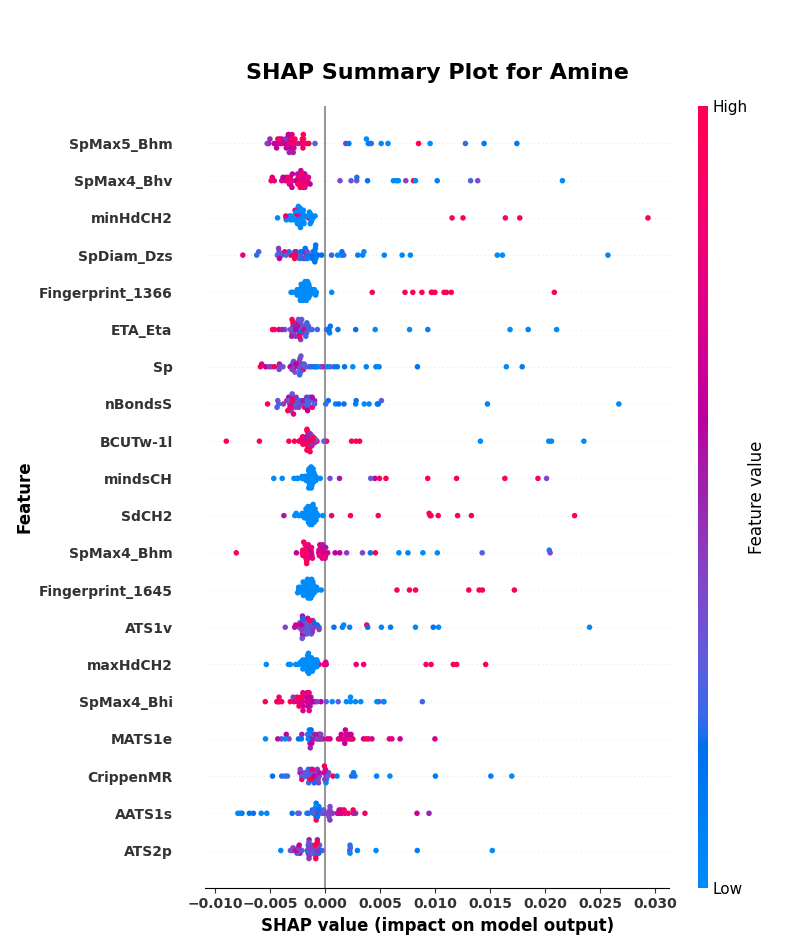 SHAP Summary Plot for Amine
High
SpMax5_Bhm
SpMax4_Bhv
minHdCH2
SpDiam_Dzs
Fingerprint_1366
ETA_Eta
Sp
nBondsS
BCUTw-1l
mindsCH
SdCH2
SpMax4_Bhm
Fingerprint_1645
ATS1v
maxHdCH2
SpMax4_Bhi
MATS1e
CrippenMR
AATS1s
ATS2p
Feature
Feature value
Low
−0.010 −0.005 0.000 0.005 0.010 0.015 0.020 0.025 0.030
SHAP value (impact on model output)